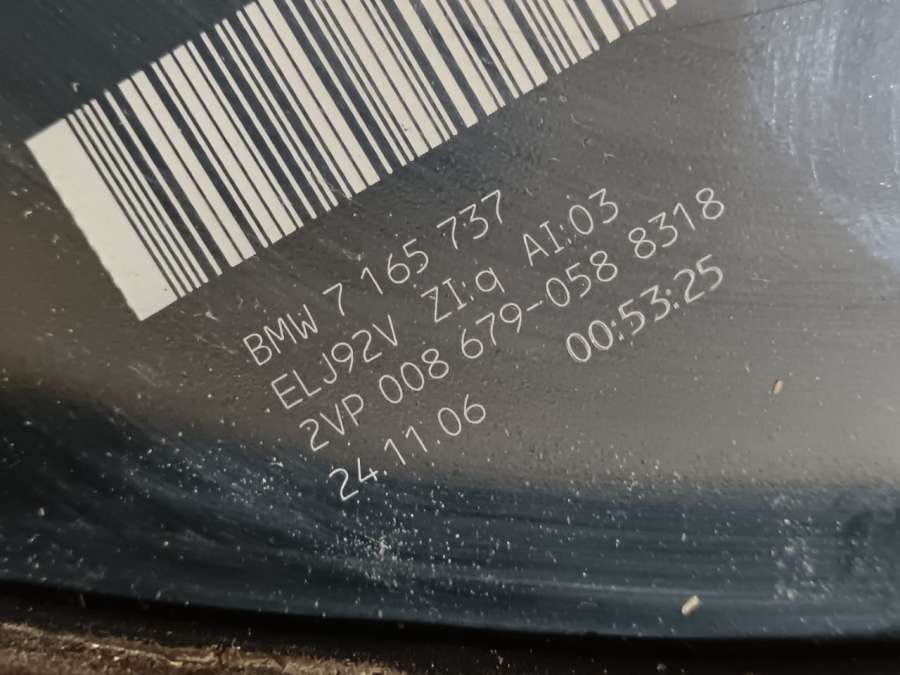 BMW 7 165 737
ELJ92V ZI:q AI:03
2VP 008 679-058 8318
24.11.06 00:53:25